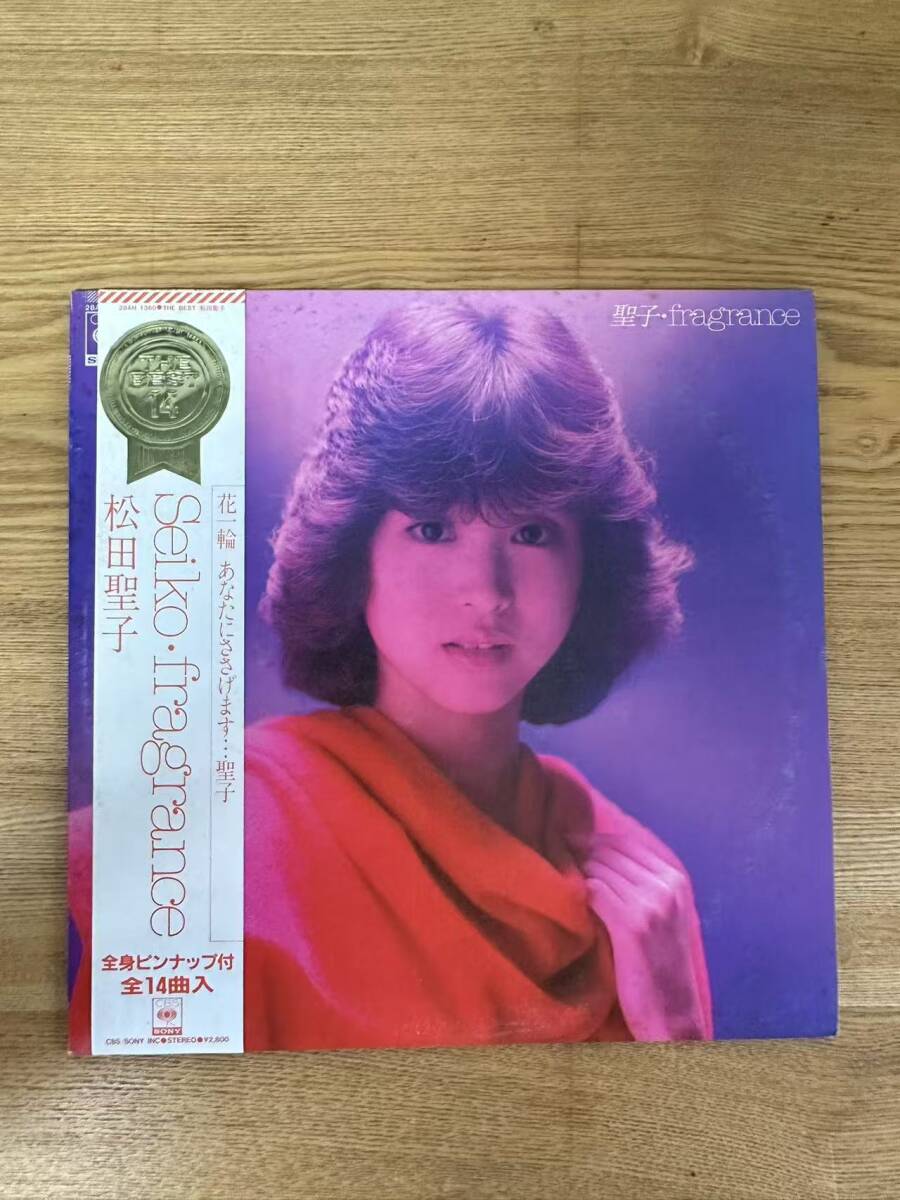 28AH 1360●THE BEST 松田聖子
THE
BEST
14
Seiko・fragrance
松田聖子
花一輪 あなたにささげます…聖子
全身ピンナップ付
全14曲入
CBS
SONY
CBS/SONY INC●STEREO●¥2,800
聖子・fragrance